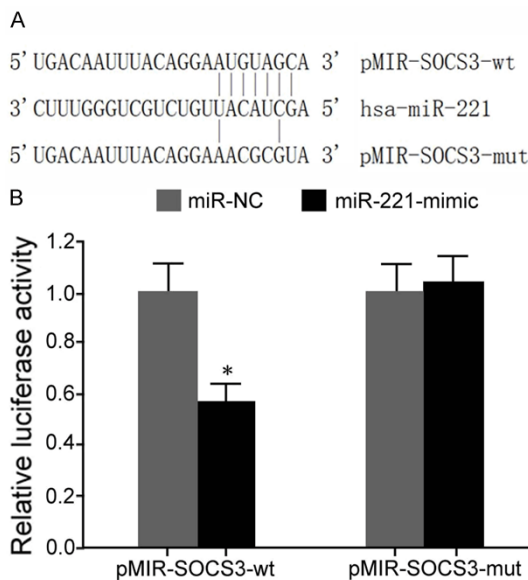 A
5' UGACAAUUUACAGGAAUGUAGCA 3' pMIR-SOCS3-wt
3' CUUUGGGUCGUCUGUUACAUCGA 5' hsa-miR-221
5' UGACAAUUUACAGGAAACGCGUA 3' pMIR-SOCS3-mut
B
miR-NC miR-221-mimic
Relative luciferase activity
1.2
1.0
0.8
0.6
0.4
0.2
0.0
*
pMIR-SOCS3-wt pMIR-SOCS3-mut